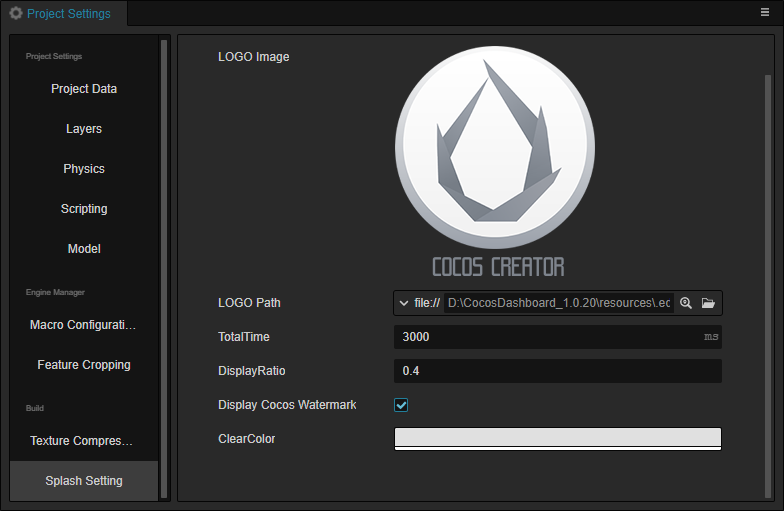 Project Settings
Project Settings
Project Data
Layers
Physics
Scripting
Model
Engine Manager
Macro Configurati...
Feature Cropping
Build
Texture Compres...
Splash Setting
LOGO Image
COCOS CREATOR
LOGO Path
file:// D:\CocosDashboard_1.0.20\resources\.ec
TotalTime
3000 ms
DisplayRatio
0.4
Display Cocos Watermark
ClearColor